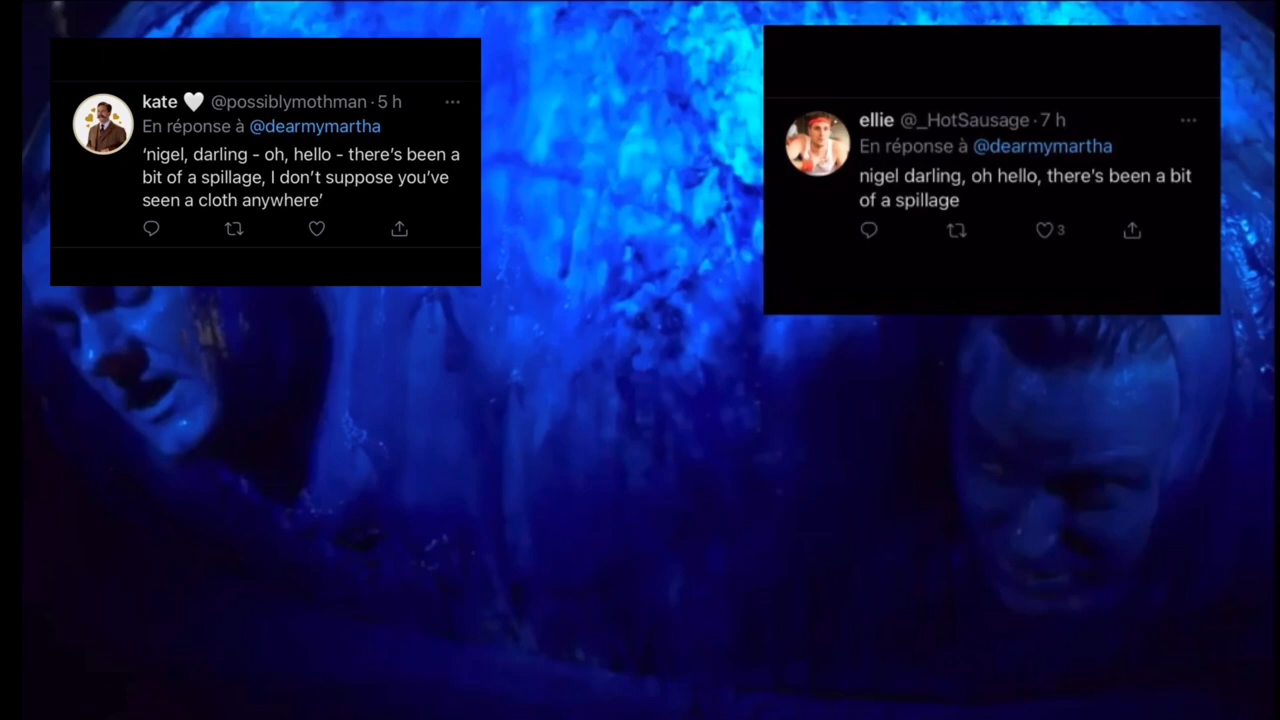 kate 🤍 @possiblymothman · 5 h
En réponse à @dearmymartha
‘nigel, darling - oh, hello - there’s been a
bit of a spillage, I don’t suppose you’ve
seen a cloth anywhere’
ellie @_HotSausage · 7 h
En réponse à @dearmymartha
nigel darling, oh hello, there’s been a bit
of a spillage
3